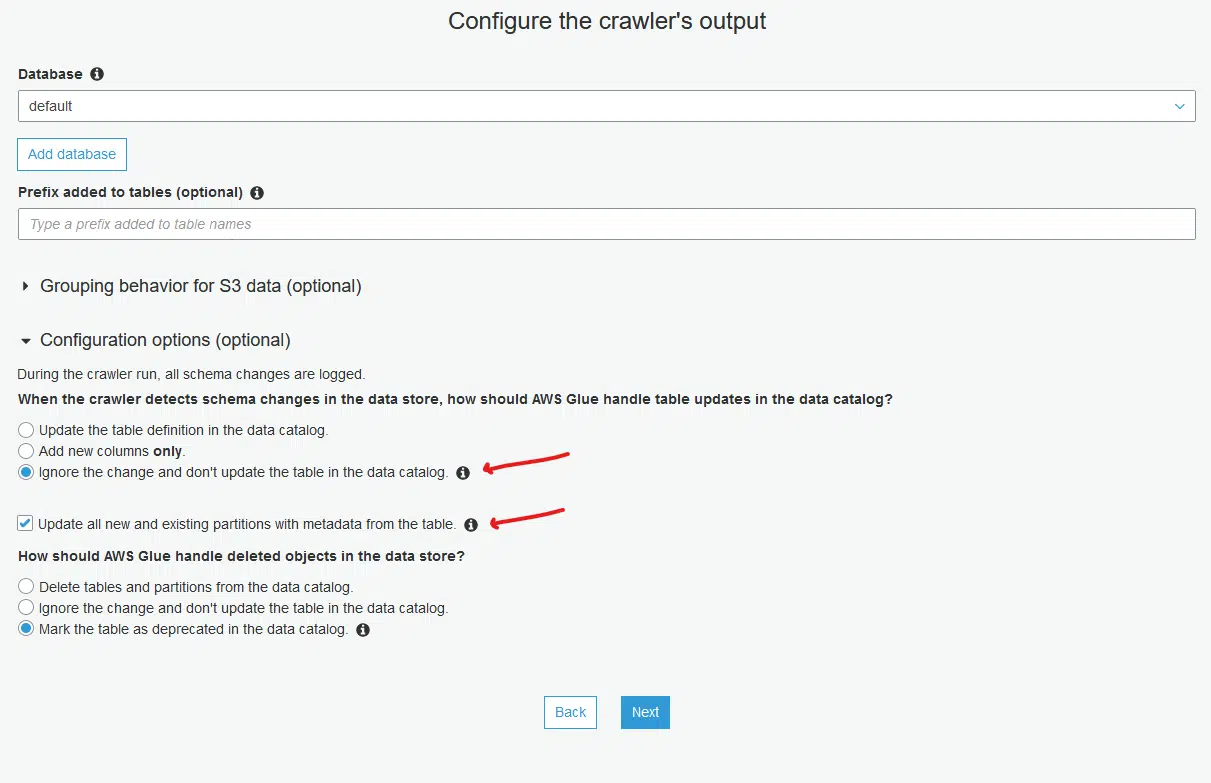 Configure the crawler's output
Database
default
Add database
Prefix added to tables (optional)
Type a prefix added to table names
Grouping behavior for S3 data (optional)
Configuration options (optional)
During the crawler run, all schema changes are logged.
When the crawler detects schema changes in the data store, how should AWS Glue handle table updates in the data catalog?
Update the table definition in the data catalog.
Add new columns only.
Ignore the change and don't update the table in the data catalog.
Update all new and existing partitions with metadata from the table.
How should AWS Glue handle deleted objects in the data store?
Delete tables and partitions from the data catalog.
Ignore the change and don't update the table in the data catalog.
Mark the table as deprecated in the data catalog.
Back Next